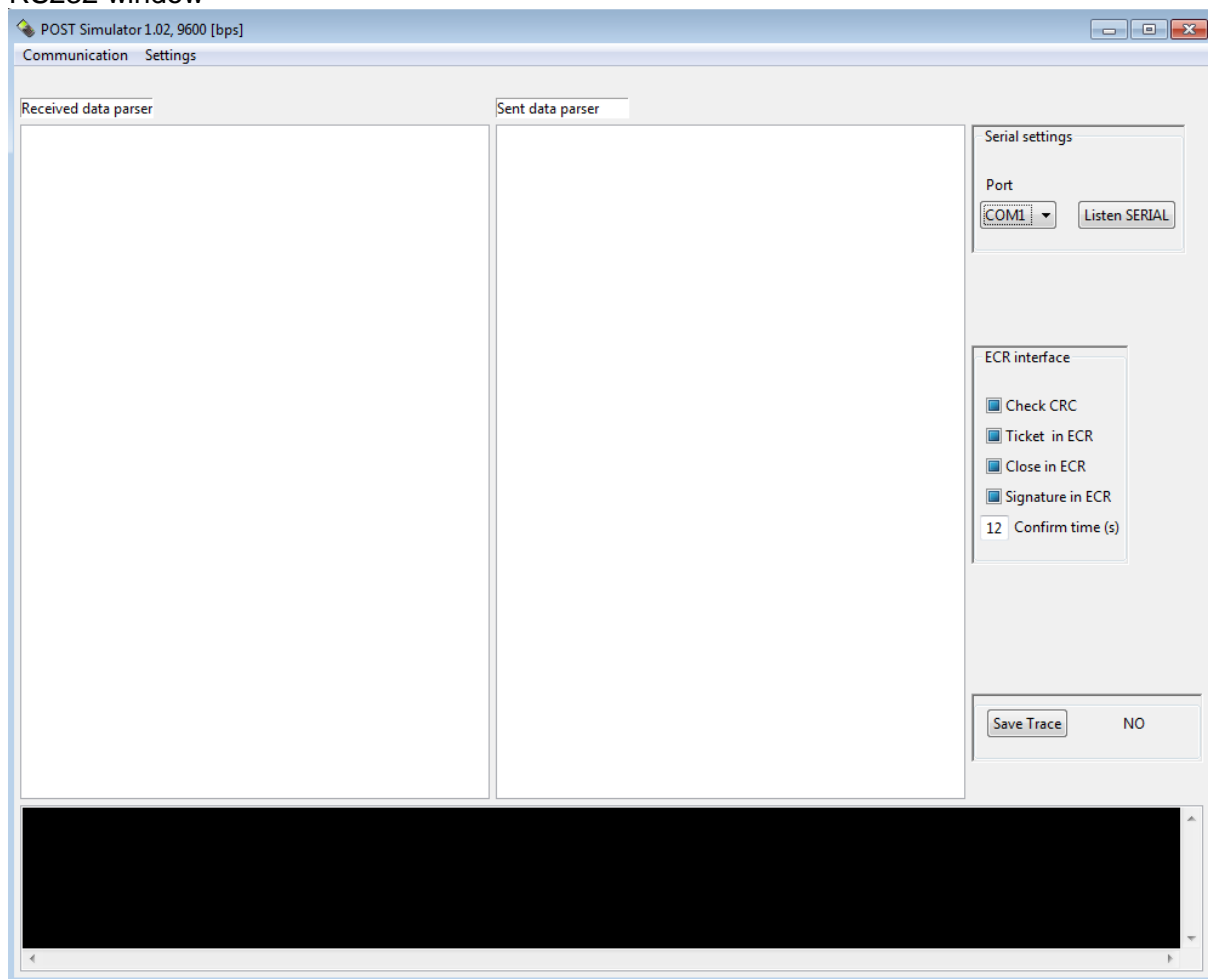 RS232 window
POST Simulator 1.02, 9600 [bps]
Communication Settings
Received data parser
Sent data parser
Serial settings
Port
COM1
Listen SERIAL
ECR interface
Check CRC
Ticket in ECR
Close in ECR
Signature in ECR
12 Confirm time (s)
Save Trace NO